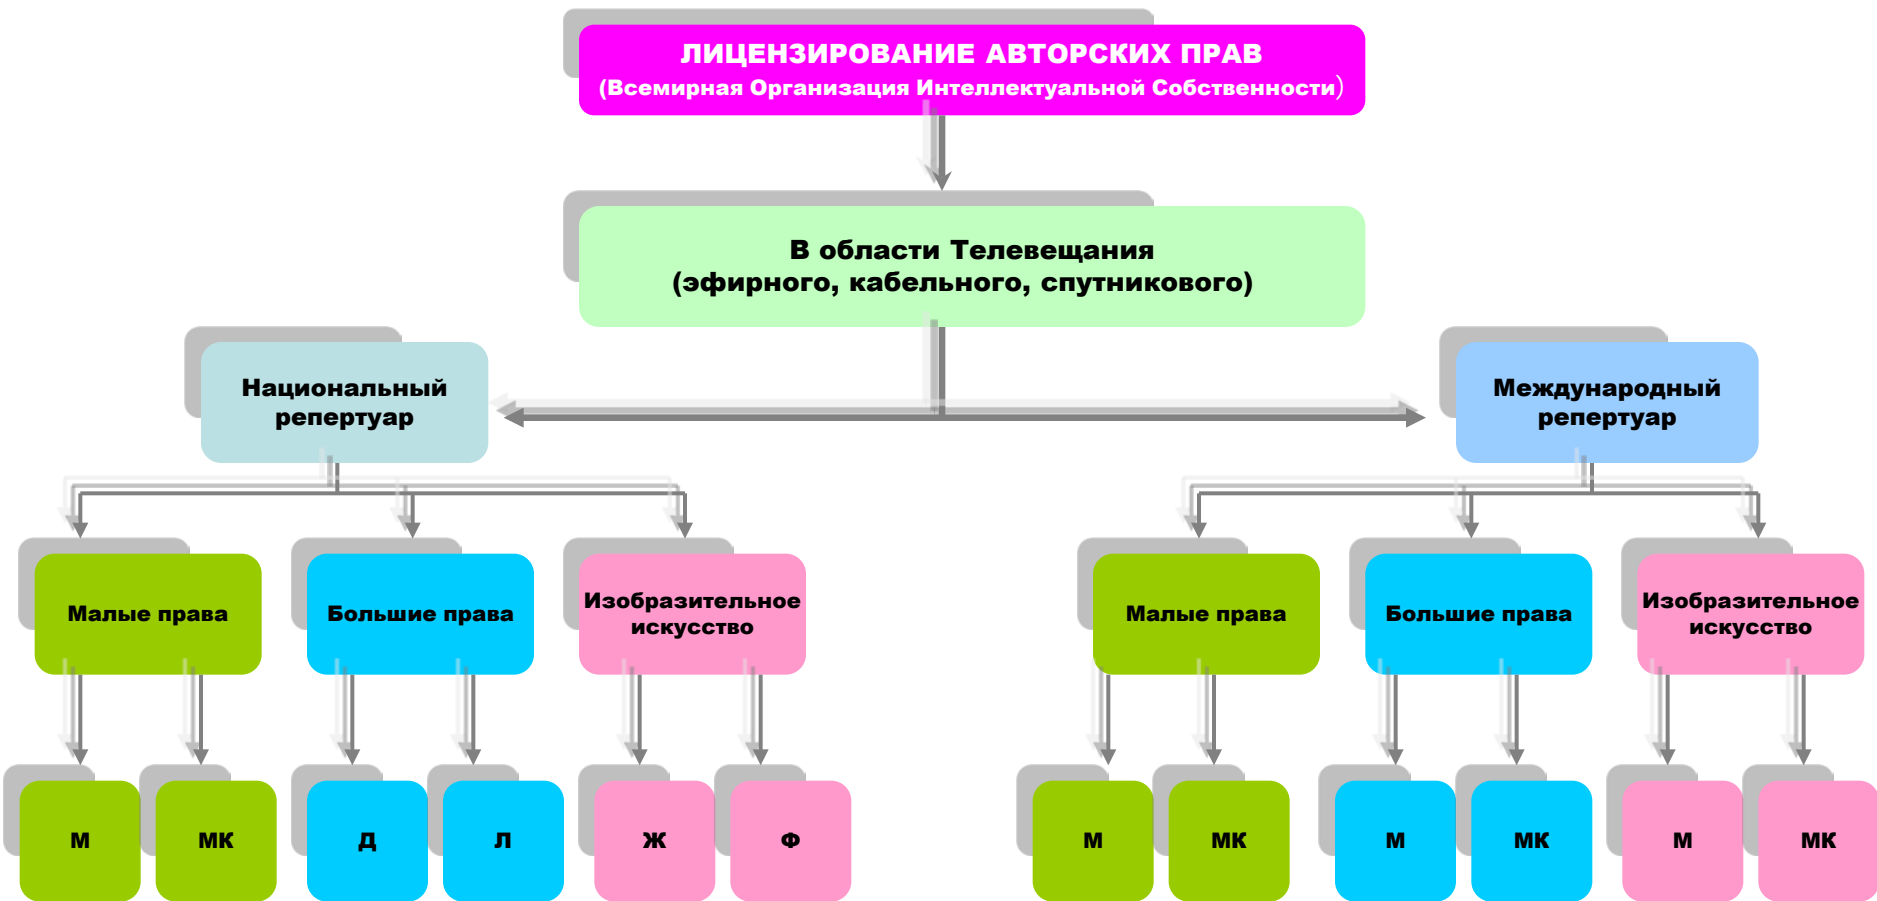 ЛИЦЕНЗИРОВАНИЕ АВТОРСКИХ ПРАВ
(Всемирная Организация Интеллектуальной Собственности)
В области Телевещания
(эфирного, кабельного, спутникового)
Национальный
репертуар
Международный
репертуар
Малые права
Большие права
Изобразительное
искусство
Малые права
Большие права
Изобразительное
искусство
М
МК
Д
Л
Ж
Ф
М
МК
М
МК
М
МК